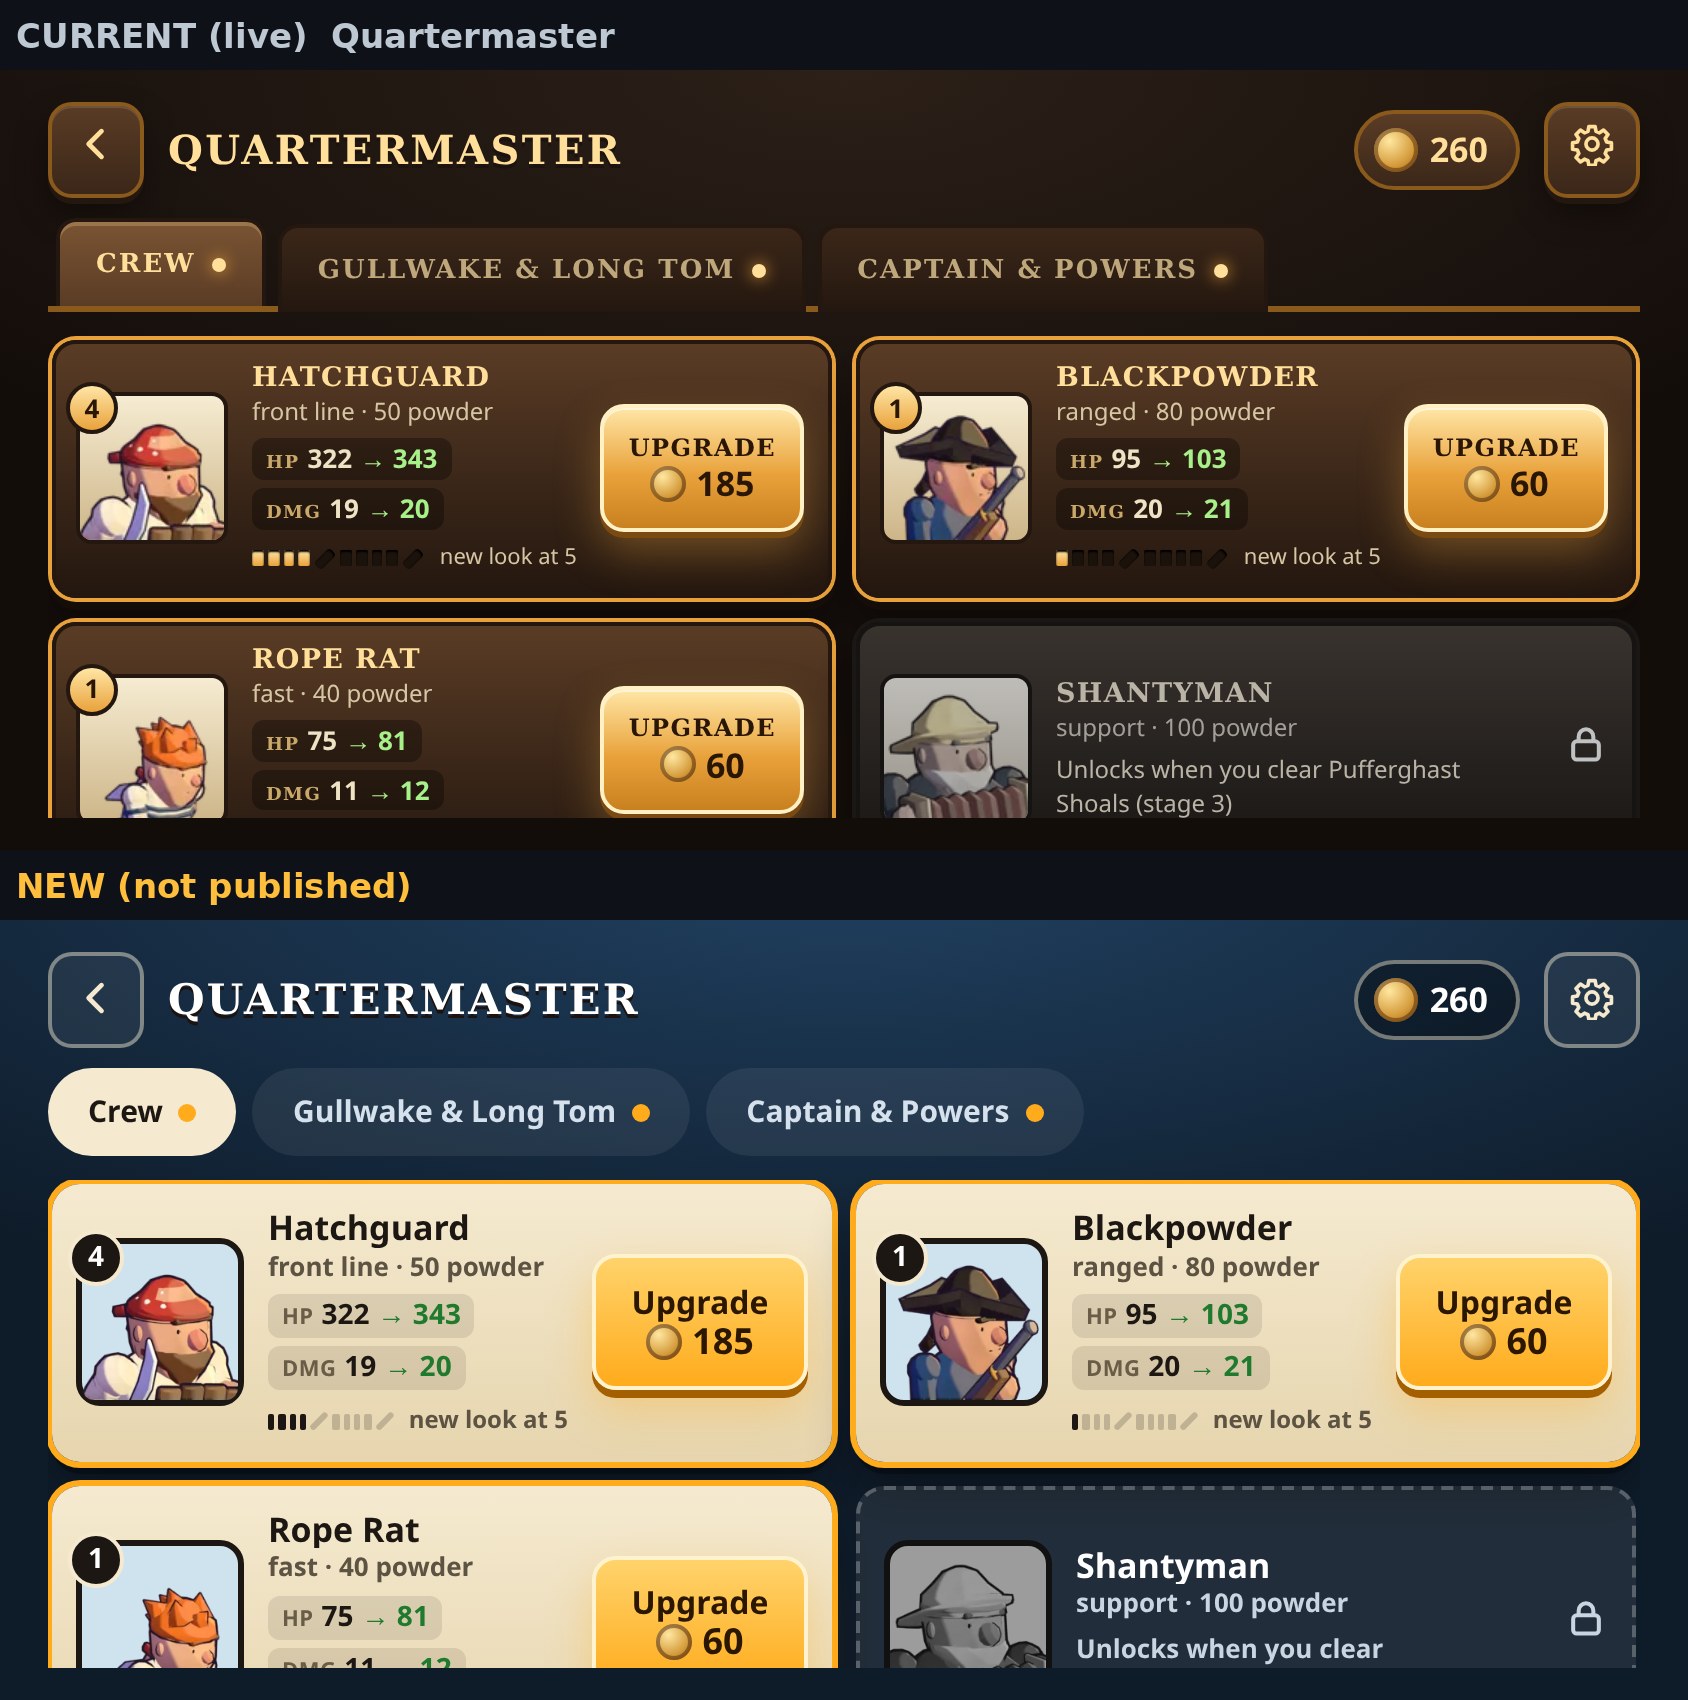 CURRENT (live)  Quartermaster
QUARTERMASTER
260
CREW
GULLWAKE & LONG TOM
CAPTAIN & POWERS
4
HATCHGUARD
front line · 50 powder
HP 322 → 343
DMG 19 → 20
new look at 5
UPGRADE
185
1
BLACKPOWDER
ranged · 80 powder
HP 95 → 103
DMG 20 → 21
new look at 5
UPGRADE
60
1
ROPE RAT
fast · 40 powder
HP 75 → 81
DMG 11 → 12
UPGRADE
60
SHANTYMAN
support · 100 powder
Unlocks when you clear Pufferghast
Shoals (stage 3)
NEW (not published)
QUARTERMASTER
260
Crew
Gullwake & Long Tom
Captain & Powers
4
Hatchguard
front line · 50 powder
HP 322 → 343
DMG 19 → 20
new look at 5
Upgrade
185
1
Blackpowder
ranged · 80 powder
HP 95 → 103
DMG 20 → 21
new look at 5
Upgrade
60
1
Rope Rat
fast · 40 powder
HP 75 → 81
DMG 11 12
Upgrade
60
Shantyman
support · 100 powder
Unlocks when you clear